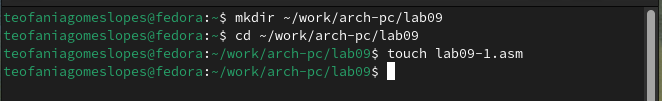 teofaniagomeslopes@fedora:~$ mkdir ~/work/arch-pc/lab09
teofaniagomeslopes@fedora:~$ cd ~/work/arch-pc/lab09
teofaniagomeslopes@fedora:~/work/arch-pc/lab09$ touch lab09-1.asm
teofaniagomeslopes@fedora:~/work/arch-pc/lab09$